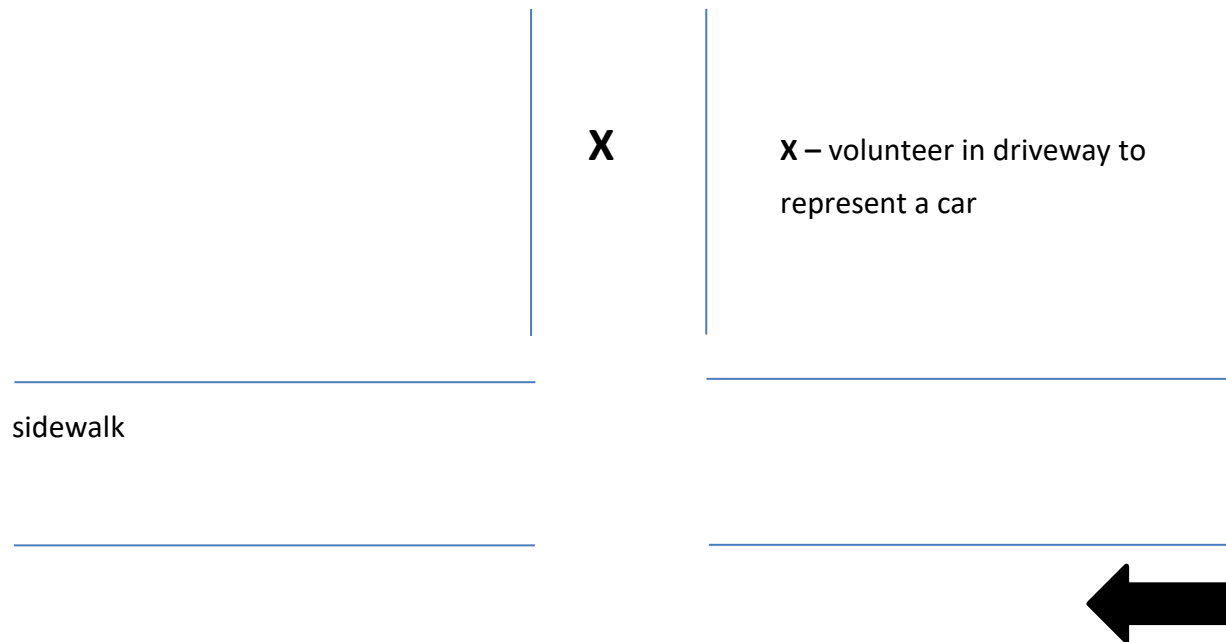 X
X – volunteer in driveway to
represent a car
sidewalk